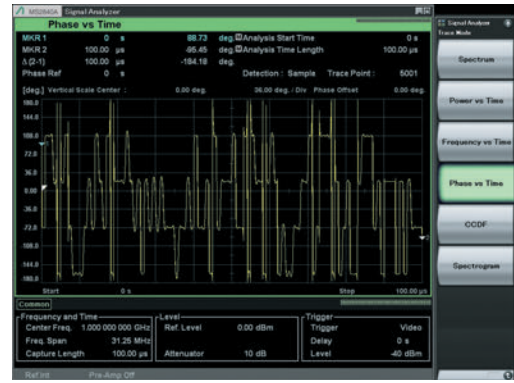 MS2840A Signal Analyzer
Phase vs Time
MKR 1 0 s 88.73 deg. Analysis Start Time 0 s
MKR 2 100.00 µs -95.45 deg. Analysis Time Length 100.00 µs
Δ (2-1) 100.00 µs -184.18 deg.
Phase Ref 0 s Detection : Sample Trace Point : 5001
[deg.] Vertical Scale Center : 0.00 deg. 36.00 deg. / Div Phase Offset 0.00 deg.
180.0
144.0
108.0
72.0
36.0
0.00
-36.0
-72.0
-108.0
-144.0
-180.0
Start 0 s Stop 100.00 µs
Common
Frequency and Time
Center Freq. 1.000 000 000 GHz
Freq. Span 31.25 MHz
Capture Length 100.00 µs
Level
Ref. Level 0.00 dBm
Attenuator 10 dB
Trigger
Trigger Video
Delay 0 s
Level -40 dBm
Ref.Int Pre-Amp Off
Signal Analyzer
Trace Mode
Spectrum
Power vs Time
Frequency vs Time
Phase vs Time
CCDF
Spectrogram